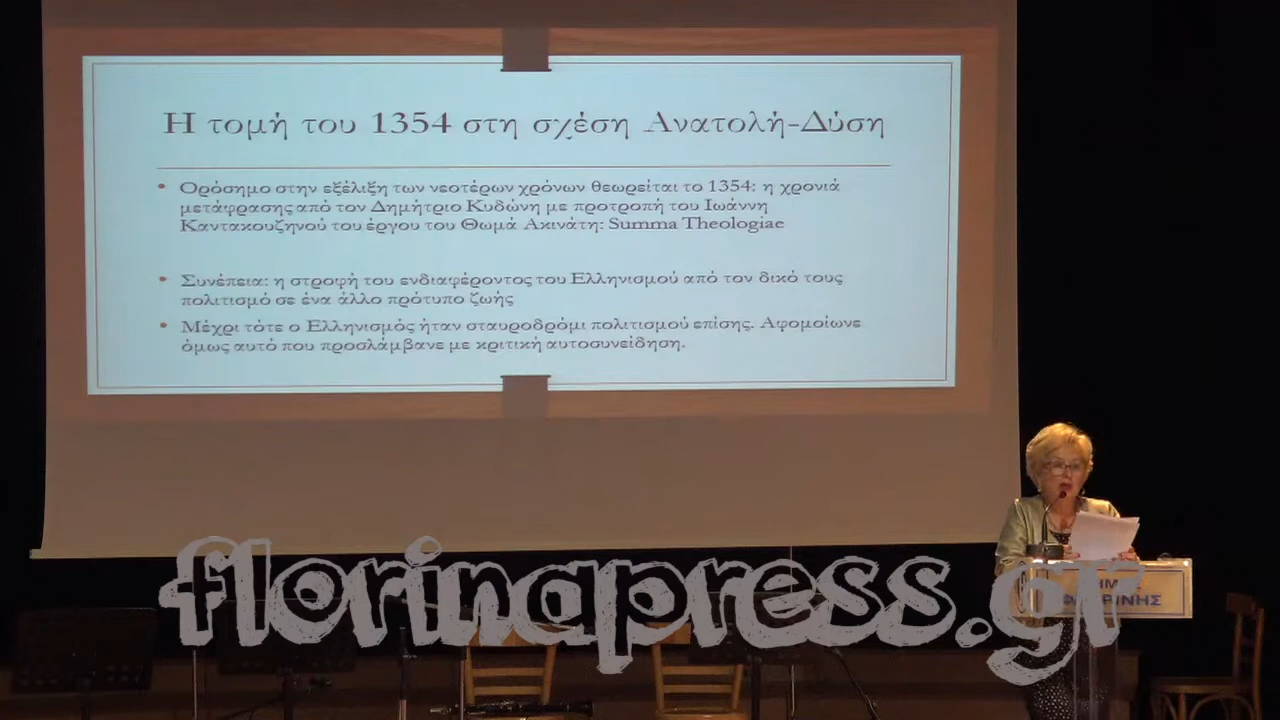 Η τομή του 1354 στη σχέση Ανατολή-Δύση
• Ορόσημο στην εξέλιξη των νεοτέρων χρόνων θεωρείται το 1354: η χρονιά
μετάφρασης από τον Δημήτριο Κυδώνη με προτροπή του Ιωάννη
Καντακουζηνού του έργου του Θωμά Ακινάτη: Summa Theologiae
• Συνέπεια: η στροφή του ενδιαφέροντος του Ελληνισμού από τον δικό τους
πολιτισμό σε ένα άλλο πρότυπο ζωής
• Μέχρι τότε ο Ελληνισμός ήταν σταυροδρόμι πολιτισμού επίσης. Αφομοίωνε
όμως αυτό που προσλάμβανε με κριτική αυτοσυνείδηση.
florinapress.gr